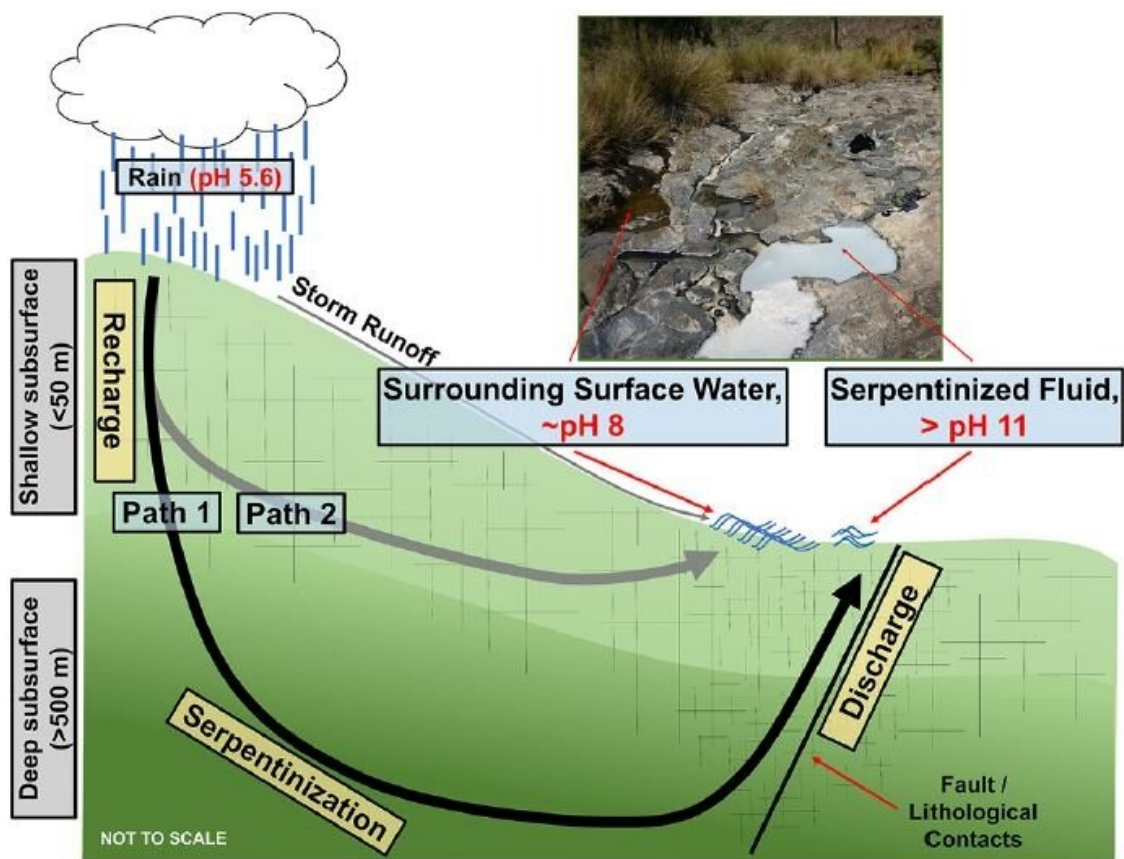 Rain (pH 5.6)
Storm Runoff
Shallow subsurface
(<50 m)
Recharge
Surrounding Surface Water,
~pH 8
Serpentinized Fluid,
> pH 11
Path 1
Path 2
Deep subsurface
(>500 m)
Serpentinization
Discharge
Fault /
Lithological
Contacts
NOT TO SCALE